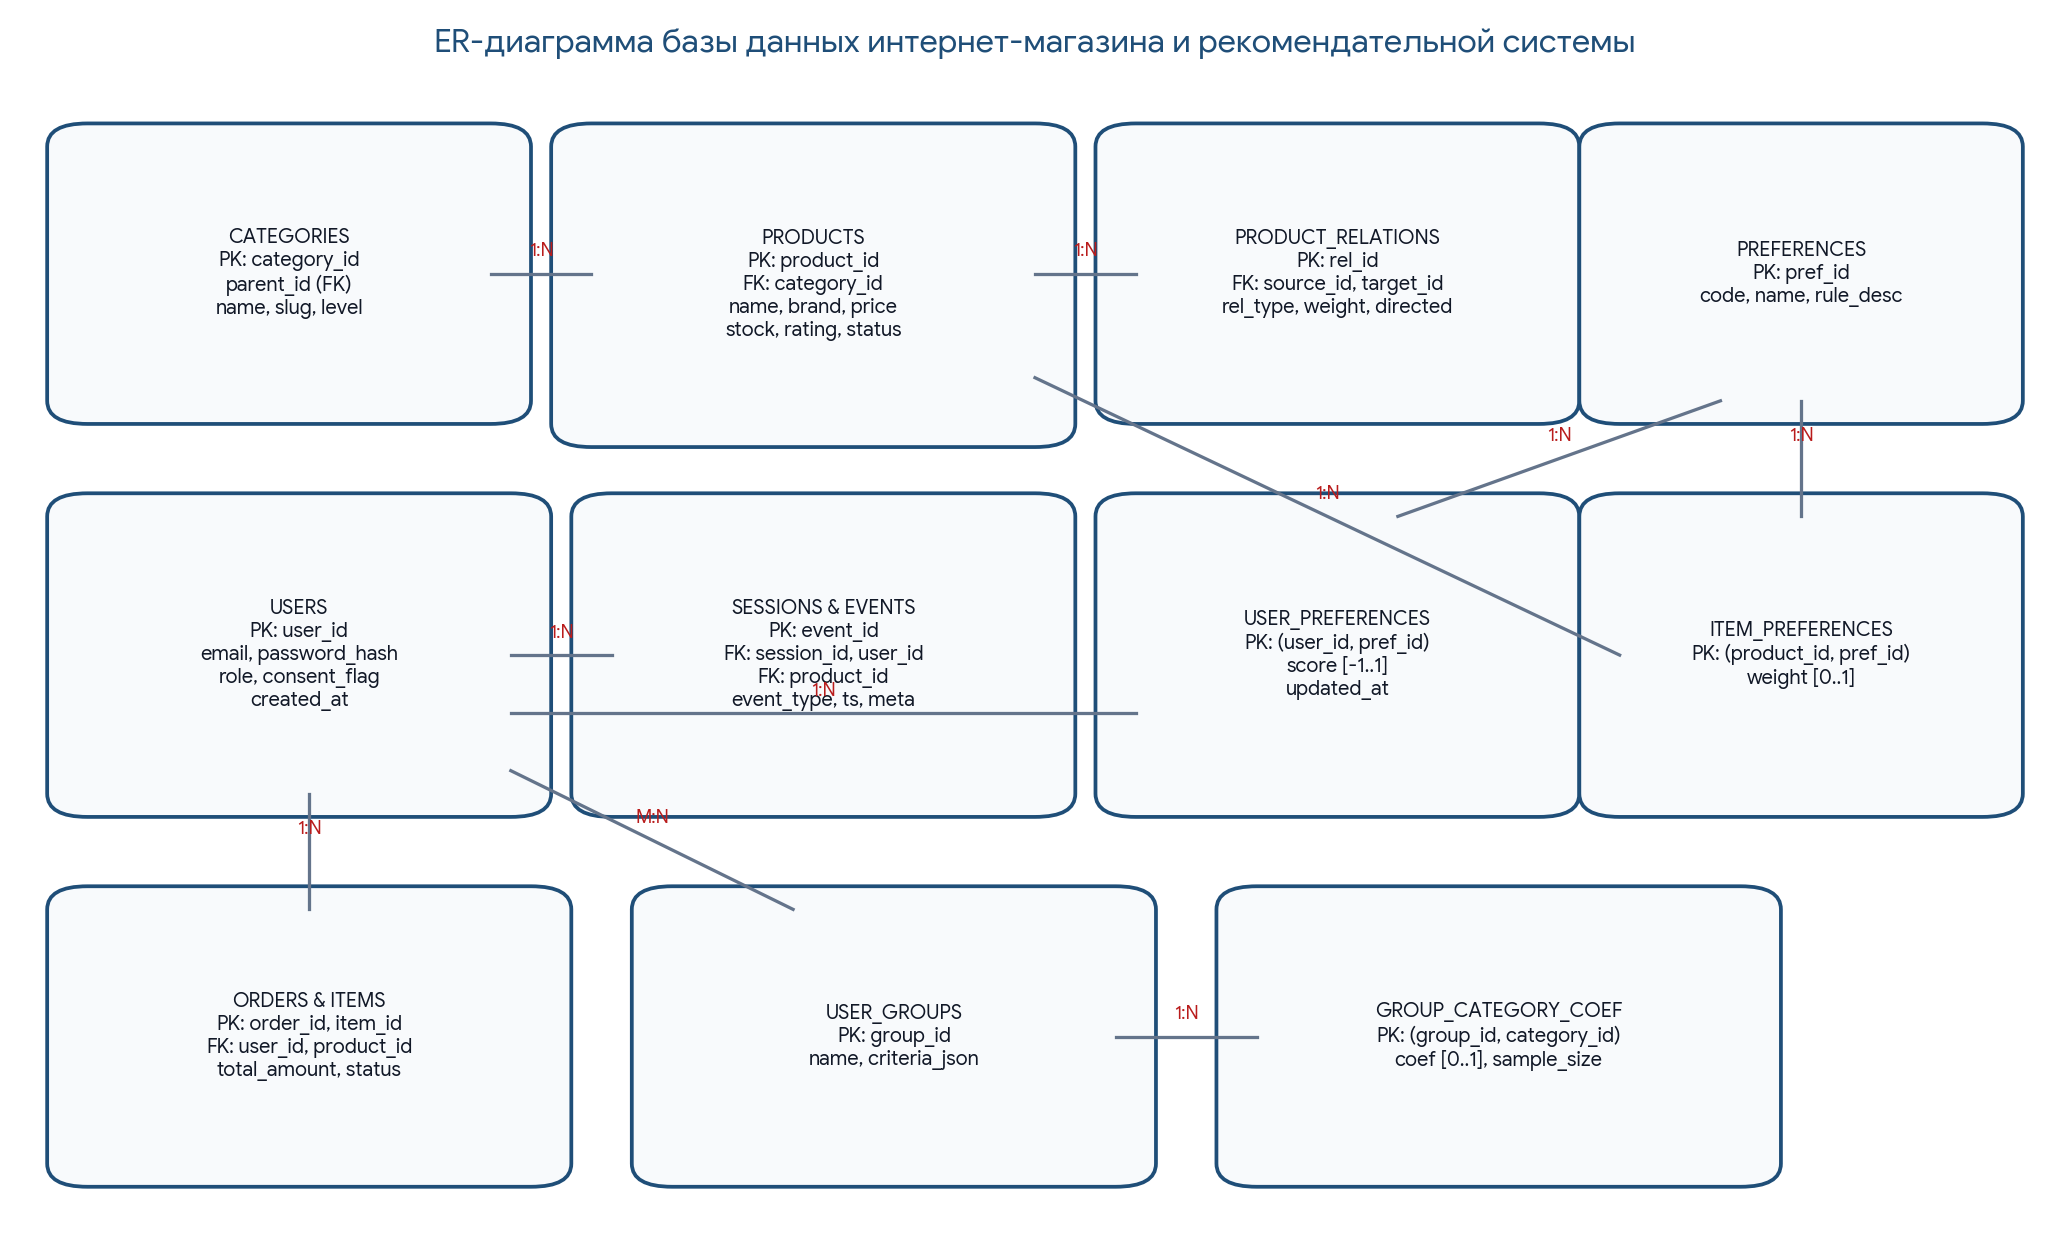 ER-диаграмма базы данных интернет-магазина и рекомендательной системы
CATEGORIES
PK: category_id
parent_id (FK)
name, slug, level
1:N
PRODUCTS
PK: product_id
FK: category_id
name, brand, price
stock, rating, status
1:N
PRODUCT_RELATIONS
PK: rel_id
FK: source_id, target_id
rel_type, weight, directed
PREFERENCES
PK: pref_id
code, name, rule_desc
1:N
1:N
1:N
USERS
PK: user_id
email, password_hash
role, consent_flag
created_at
1:N
SESSIONS & EVENTS
PK: event_id
FK: session_id, user_id
FK: product_id
1:N
event_type, ts, meta
USER_PREFERENCES
PK: (user_id, pref_id)
score [-1..1]
updated_at
ITEM_PREFERENCES
PK: (product_id, pref_id)
weight [0..1]
1:N
M:N
ORDERS & ITEMS
PK: order_id, item_id
FK: user_id, product_id
total_amount, status
USER_GROUPS
PK: group_id
name, criteria_json
1:N
GROUP_CATEGORY_COEF
PK: (group_id, category_id)
coef [0..1], sample_size